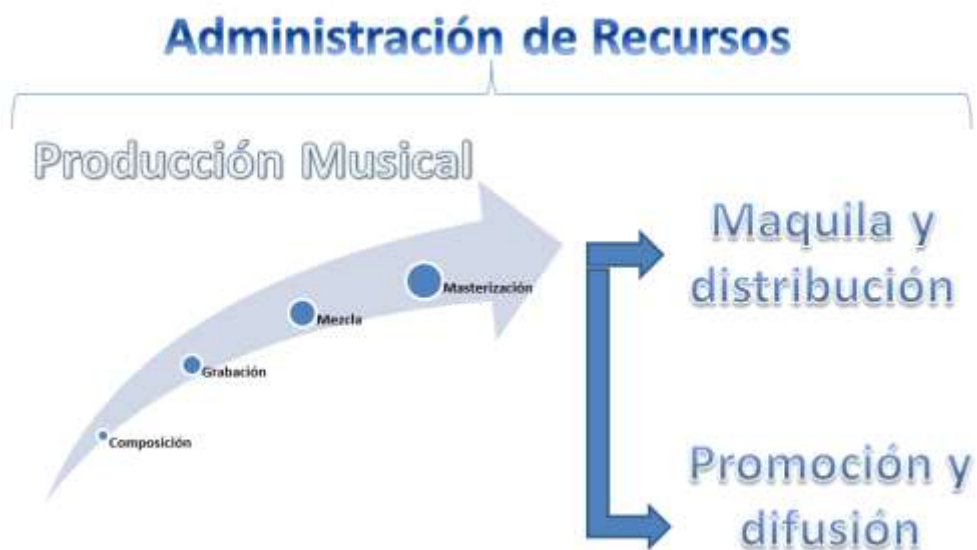 Administración de Recursos
Producción Musical
Composición
Grabación
Mezcla
Masterización
Maquila y
distribución
Promoción y
difusión